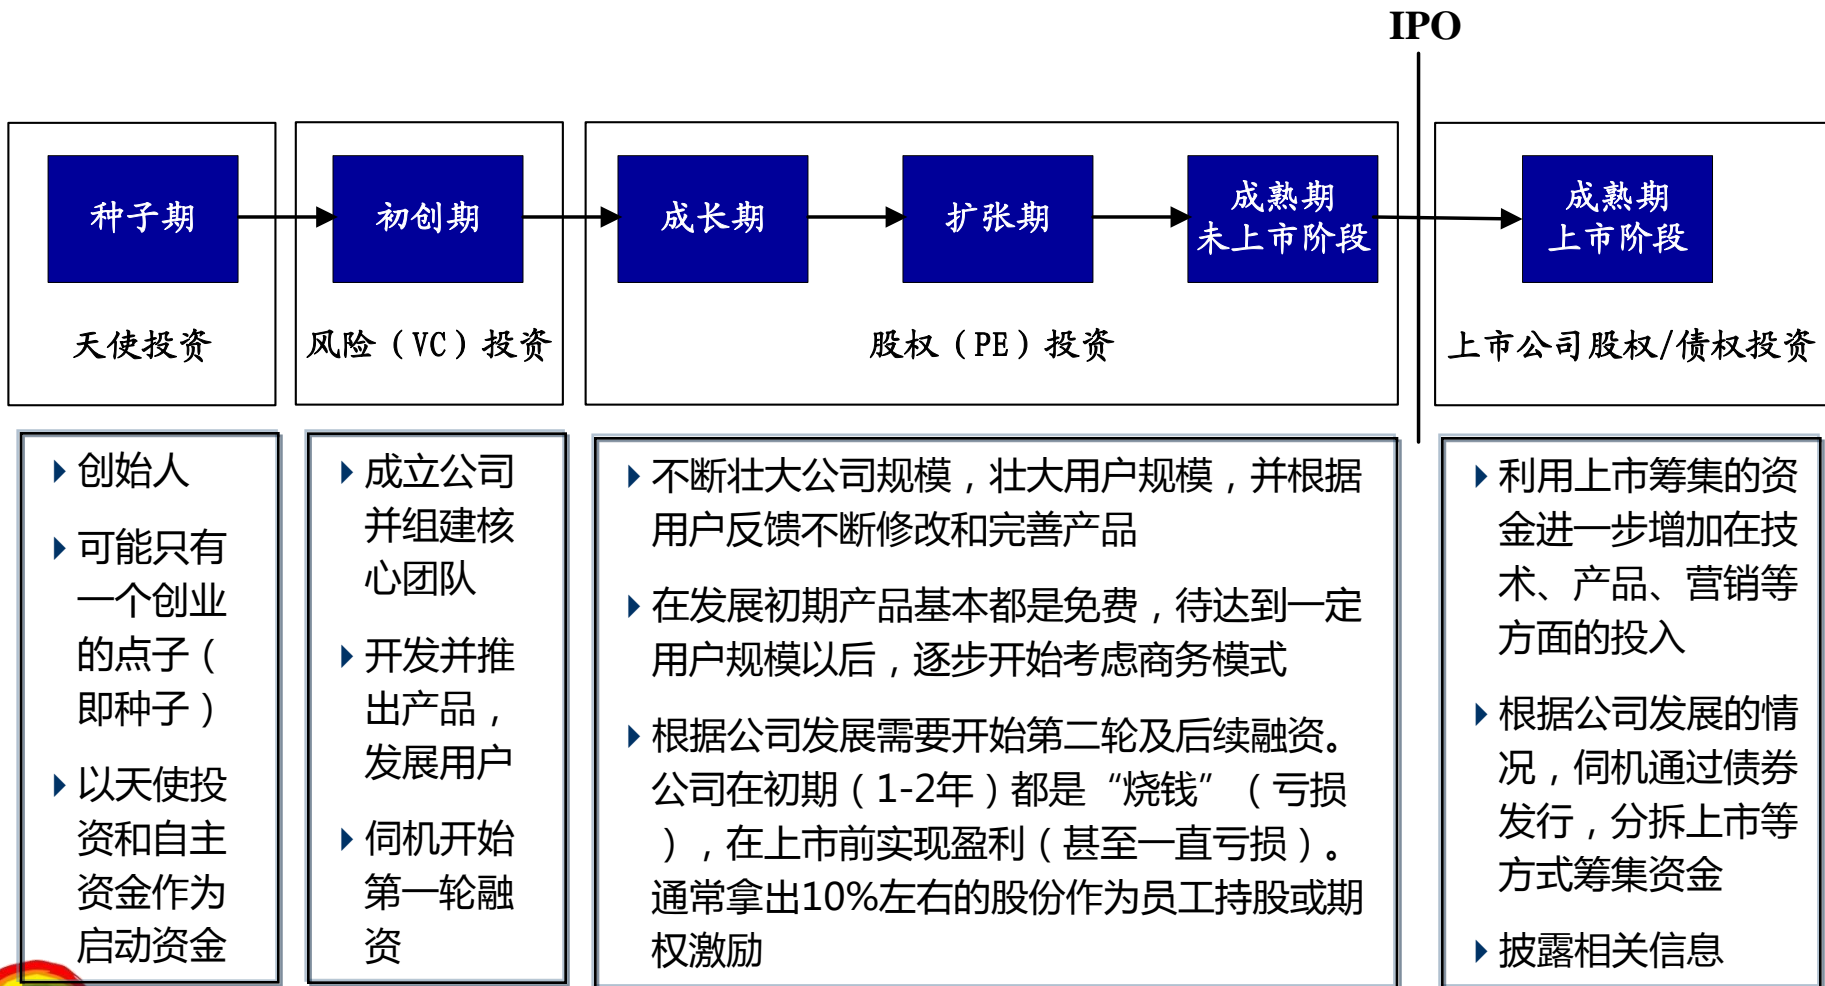 IPO
种子期
初创期
成长期
扩张期
成熟期
未上市阶段
成熟期
上市阶段
天使投资
风险（VC）投资
股权（PE）投资
上市公司股权/债权投资
创始人
可能只有
一个创业
的点子（
即种子）
以天使投
资和自主
资金作为
启动资金
成立公司
并组建核
心团队
开发并推
出产品，
发展用户
伺机开始
第一轮融
资
不断壮大公司规模，壮大用户规模，并根据
用户反馈不断修改和完善产品
在发展初期产品基本都是免费，待达到一定
用户规模以后，逐步开始考虑商务模式
根据公司发展需要开始第二轮及后续融资。
公司在初期（1-2年）都是“烧钱”（亏损
），在上市前实现盈利（甚至一直亏损）。
通常拿出10%左右的股份作为员工持股或期
权激励
利用上市筹集的资
金进一步增加在技
术、产品、营销等
方面的投入
根据公司发展的情
况，伺机通过债券
发行，分拆上市等
方式筹集资金
披露相关信息